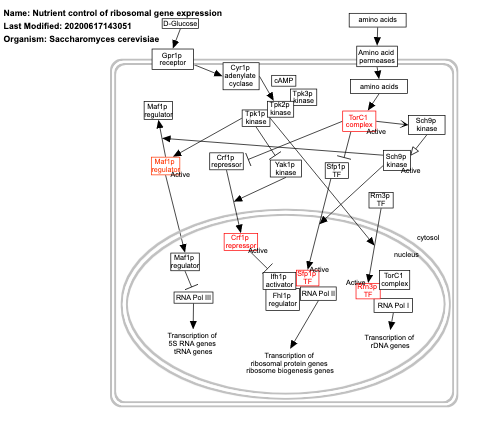 Name: Nutrient control of ribosomal gene expression
Last Modified: 20200617143051
Organism: Saccharomyces cerevisiae
D-Glucose
amino acids
Gpr1p
receptor
Amino acid
permeases
Cyr1p
adenylate
cyclase
cAMP
amino acids
Tpk3p
kinase
Tpk2p
kinase
Tpk1p
kinase
Maf1p
regulator
TorC1
complex
Active
Sch9p
kinase
Maf1p
regulator
Active
Crf1p
repressor
Yak1p
kinase
Sfp1p
TF
Sch9p
kinase
Active
Rrn3p
TF
cytosol
nucleus
Crf1p
repressor
Active
Maf1p
regulator
Ifh1p
activator
Sfp1p
TF
Active
Fhl1p
regulator
RNA Pol II
Active
Rrn3p
TF
TorC1
complex
RNA Pol I
RNA Pol III
Transcription of
5S RNA genes
tRNA genes
Transcription of
ribosomal protein genes
ribosome biogenesis genes
Transcription of
rDNA genes